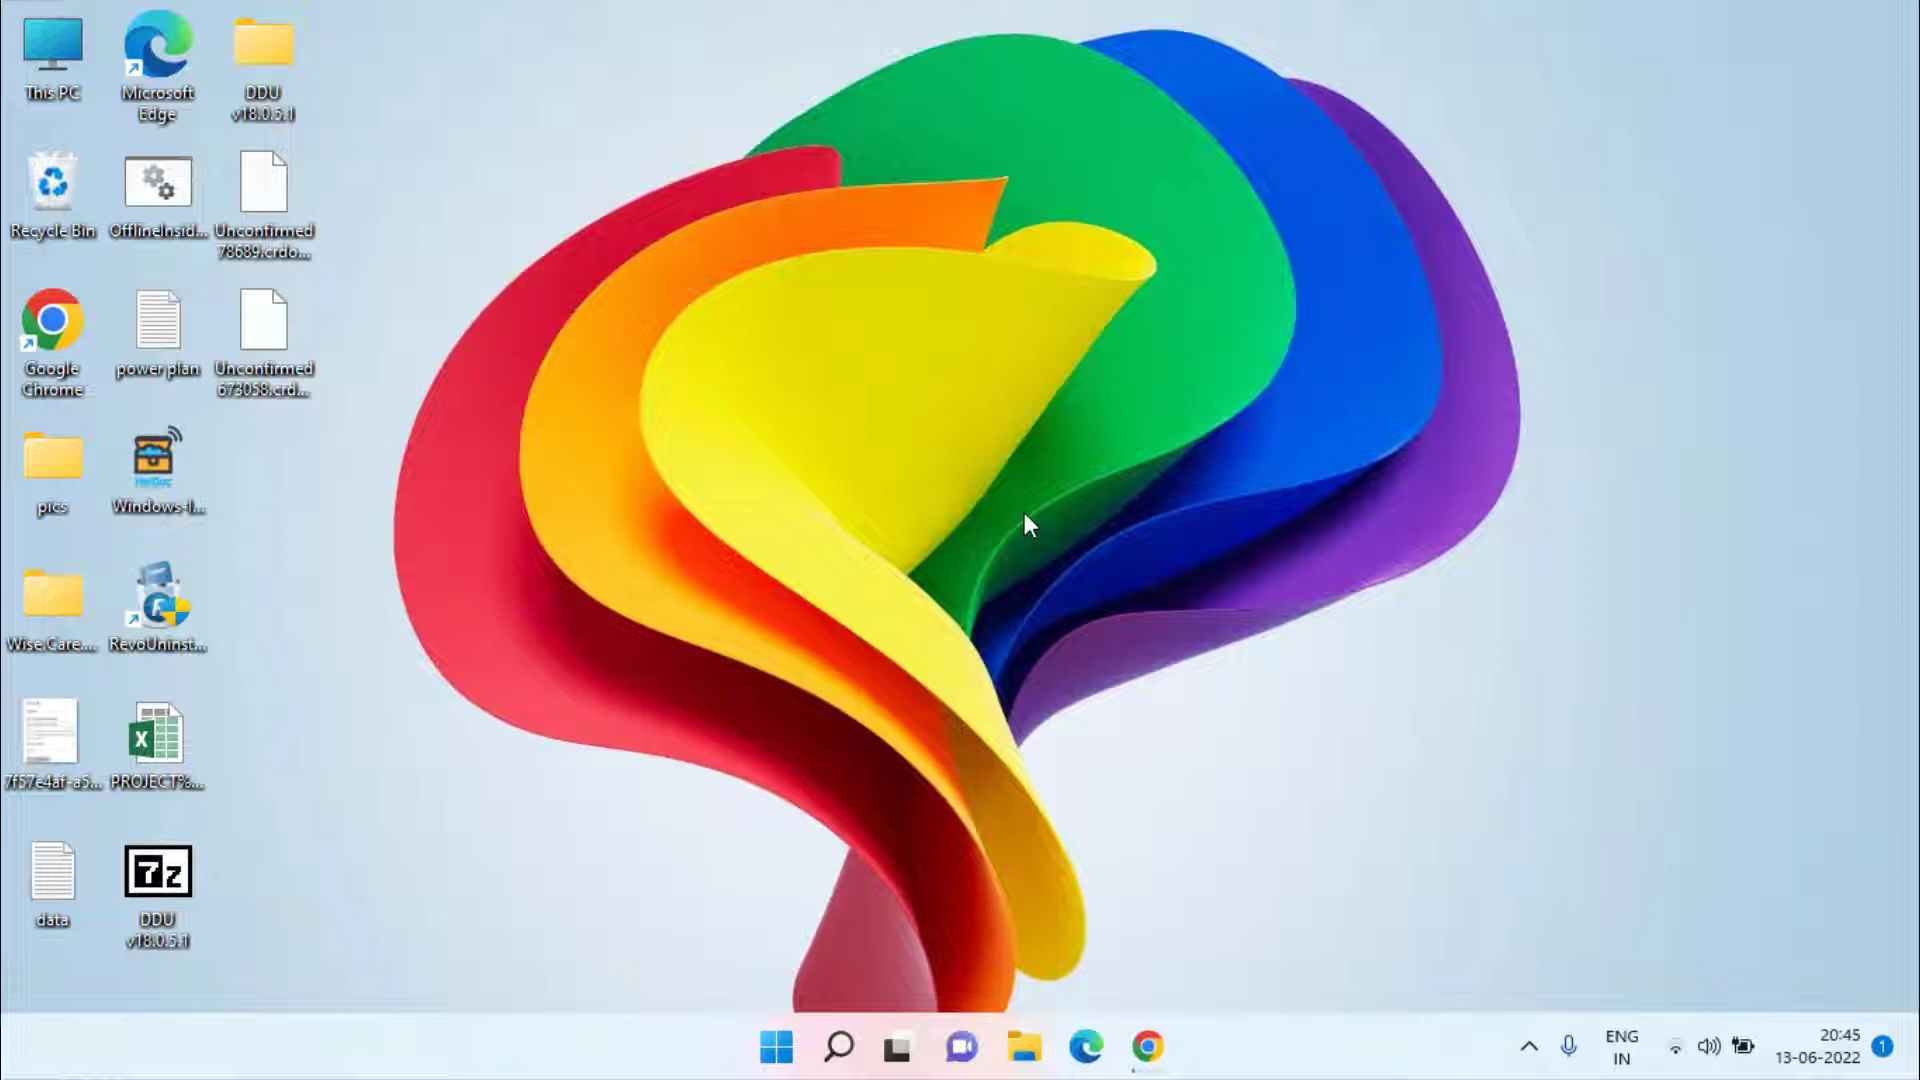 This PC
Microsoft
Edge
DDU
v18.0.5.1
Recycle Bin
OfflineInsid...
Unconfirmed
78689.crdo...
Google
Chrome
power plan
Unconfirmed
673058.crd...
pics
Windows-I...
Wise.Care....
RevoUninst...
7f57e4af-a5...
PROJECT%...
data
7z
DDU
v18.0.5.1
ENG
IN
20:45
13-06-2022
1